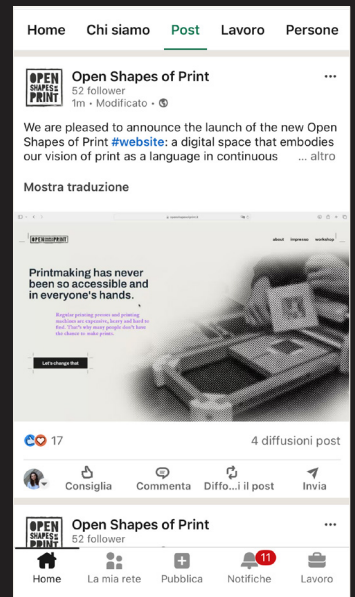 Home Chi siamo Post Lavoro Persone
OPEN
SHAPES OF
PRINT
Open Shapes of Print
52 follower
1m • Modificato •
We are pleased to announce the launch of the new Open
Shapes of Print #website: a digital space that embodies
our vision of print as a language in continuous ... altro
Mostra traduzione
about impresso workshop
Printmaking has never
been so accessible and
in everyone's hands.
Regular printing presses and printing
machines are expensive, heavy and hard to
find. That's why many people don't have
the chance to make prints.
Let's change that
17 4 diffusioni post
Consiglia Commenta Diffo...i il post Invia
OPEN
SHAPES OF
PRINT
Open Shapes of Print
52 follower
11
Home La mia rete Pubblica Notifiche Lavoro